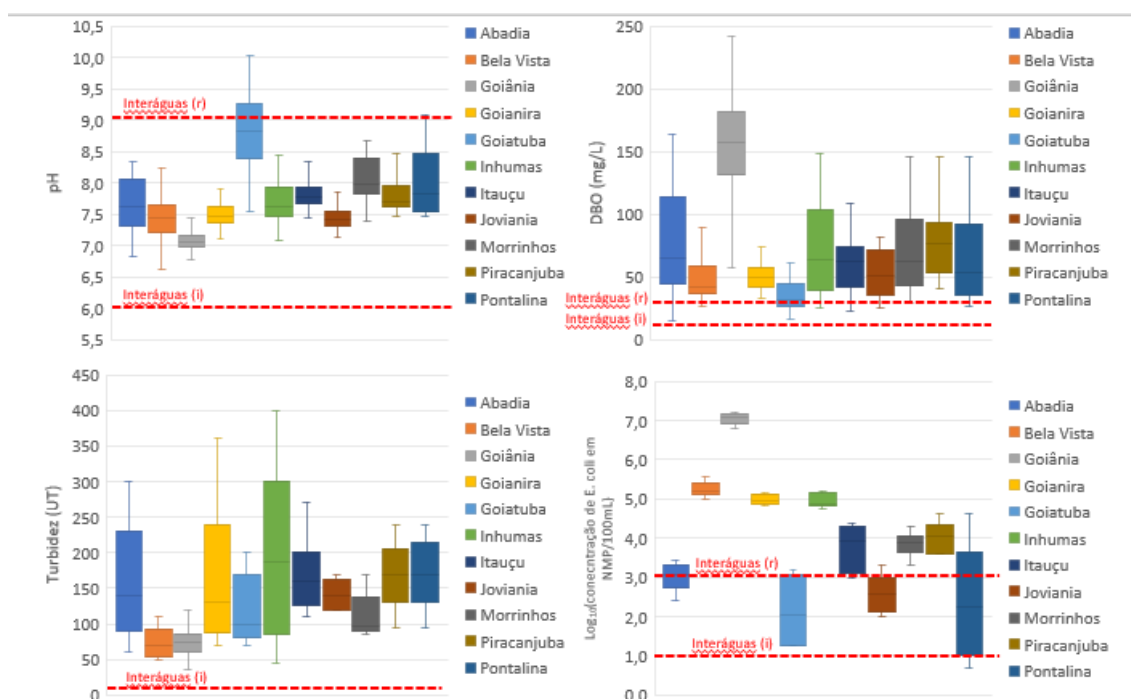 10,5
10,0
9,5
9,0
8,5
8,0
7,5
7,0
6,5
6,0
5,5
pH
Interáguas (r)
Interáguas (i)
Abadia
Bela Vista
Goiânia
Goianira
Goiatuba
Inhumas
Itauçu
Joviania
Morrinhos
Piracanjuba
Pontalina
250
200
150
100
50
0
DBO (mg/L)
Interáguas (r)
Interáguas (i)
Abadia
Bela Vista
Goiânia
Goianira
Goiatuba
Inhumas
Itauçu
Joviania
Morrinhos
Piracanjuba
Pontalina
450
400
350
300
250
200
150
100
50
0
Turbidez (UT)
Interáguas (i)
Abadia
Bela Vista
Goiânia
Goianira
Goiatuba
Inhumas
Itauçu
Joviania
Morrinhos
Piracanjuba
Pontalina
8,0
7,0
6,0
5,0
4,0
3,0
2,0
1,0
0,0
Log₁₀(conecntração de E. coli em
NMP/100mL)
Interáguas (r)
Interáguas (i)
Abadia
Bela Vista
Goiânia
Goianira
Goiatuba
Inhumas
Itauçu
Joviania
Morrinhos
Piracanjuba
Pontalina